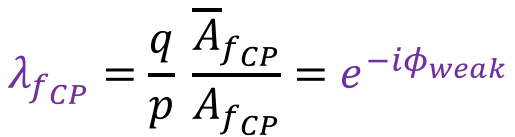 λ_{f_{CP}} = \frac{q}{p} \frac{\overline{A}_{f_{CP}}}{A_{f_{CP}}} = e^{-iϕ_{weak}}